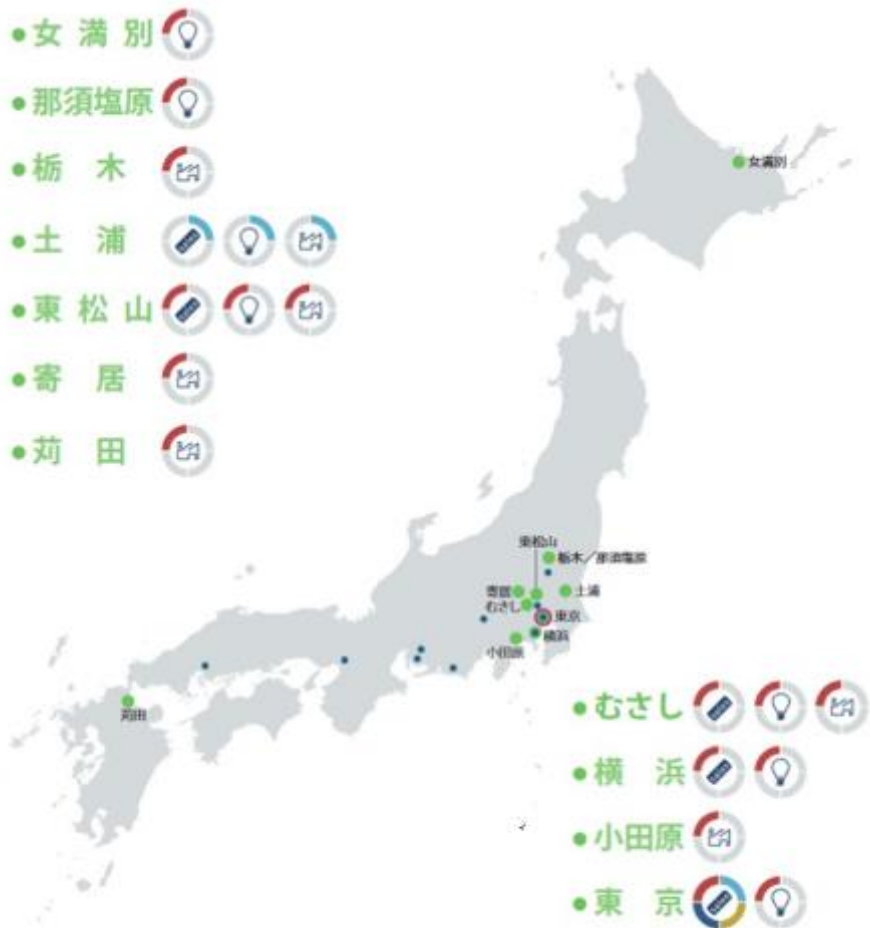 女満別
那須塩原
栃木
土浦
東松山
寄居
苅田
女満別
東松山
栃木/那須塩原
寄居
土浦
むさし
東京
横浜
小田原
苅田
むさし
横浜
小田原
東京